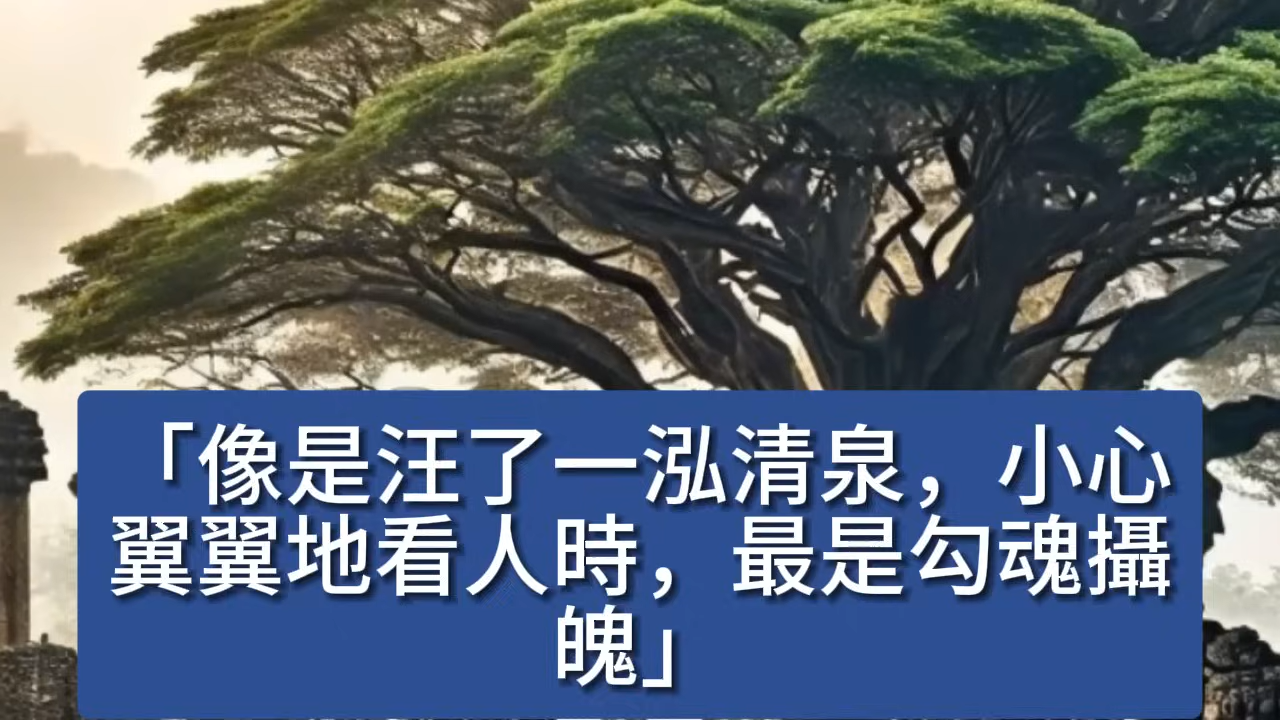 「像是汪了一泓清泉，小心
翼翼地看人時，最是勾魂攝
魄」